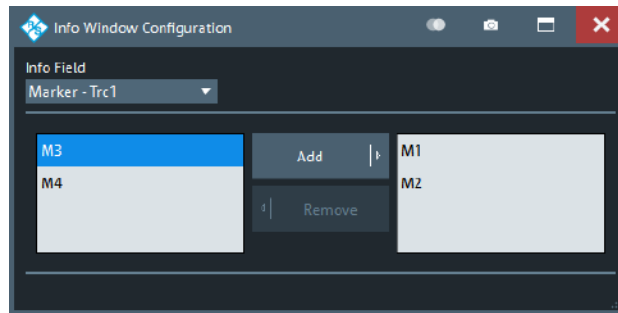 Info Window Configuration
Info Field
Marker - Trc1
M3
M4
Add
Remove
M1
M2